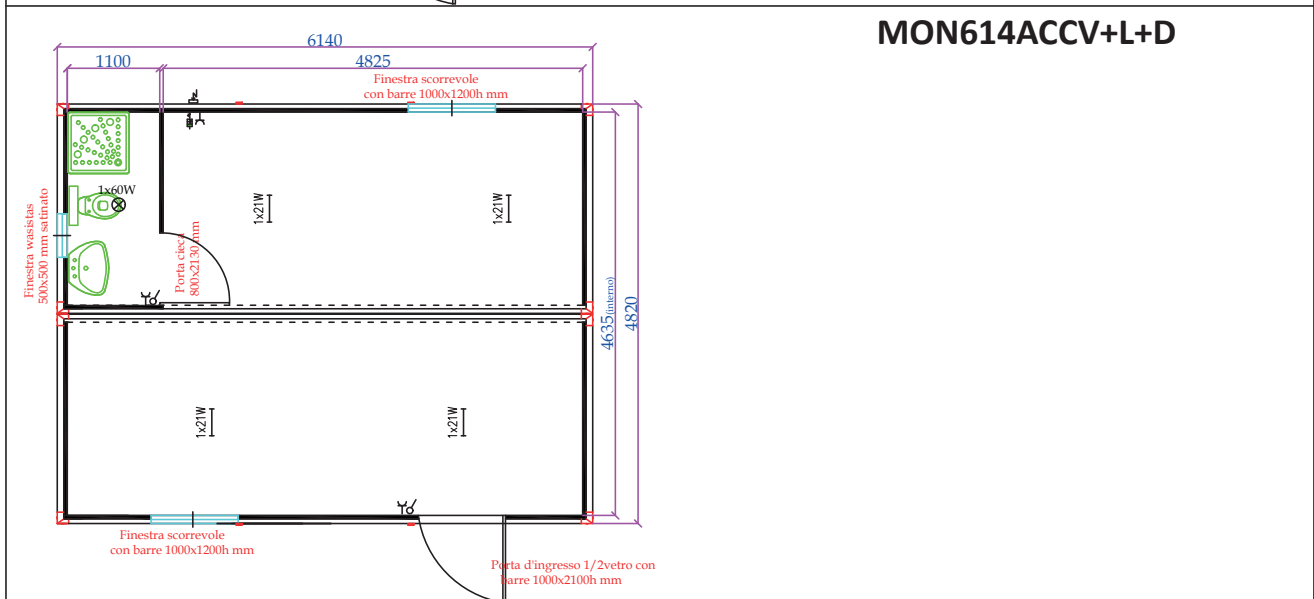 MON614ACCV+L+D
6140
1100
4825
Finestra scorrevole
con barre 1000x1200h mm
1x60W
1x21W
1x21W
Finestra wasistas
500x500 mm satinato
Porta cieca
800x2130 mm
4635(interno)
4820
1x21W
1x21W
Finestra scorrevole
con barre 1000x1200h mm
Porta d'ingresso 1/2vetro con
barre 1000x2100h mm